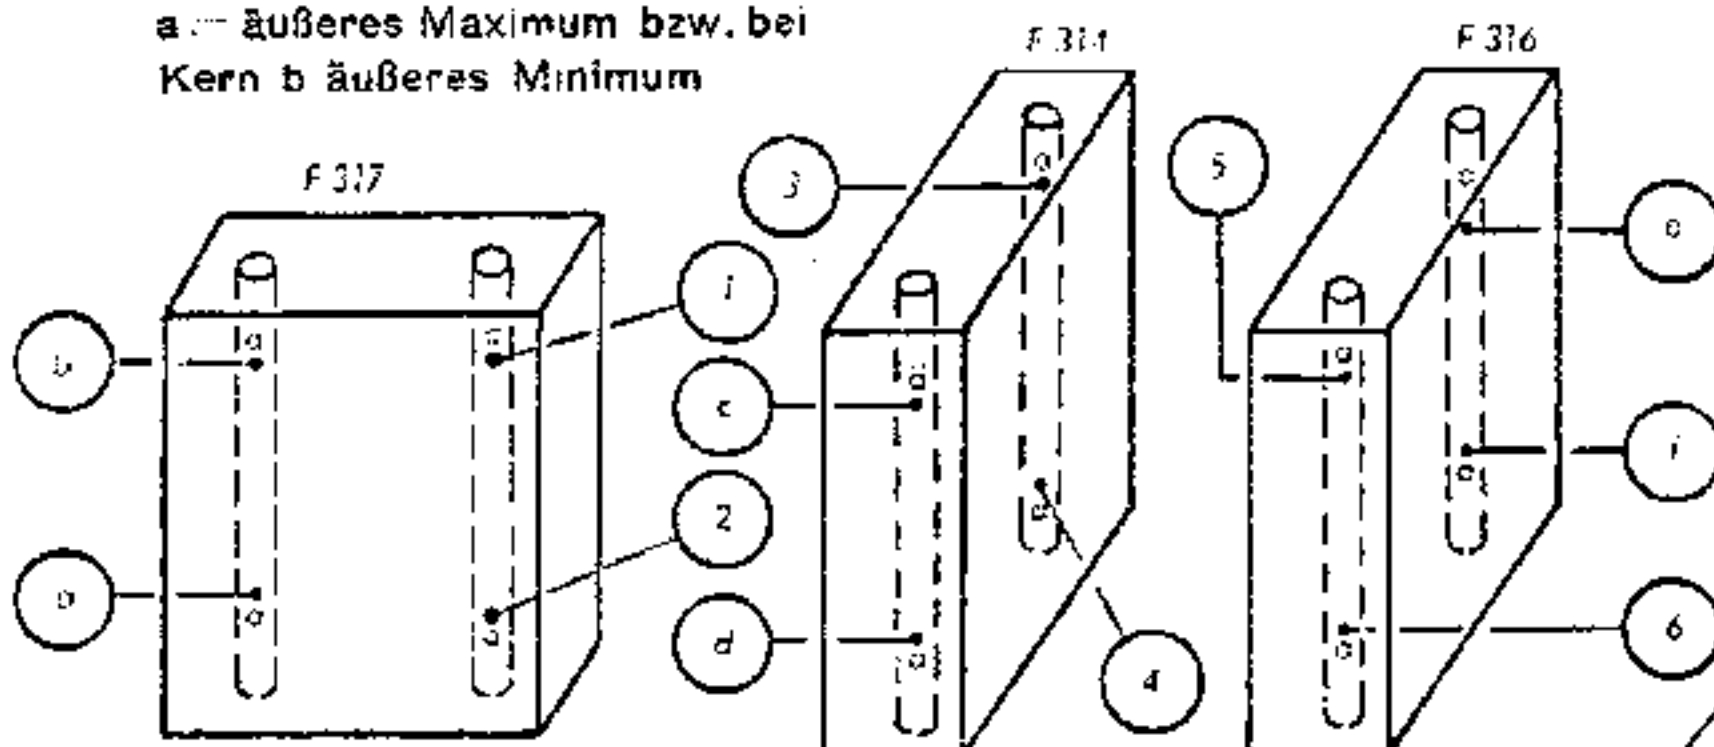 a = äußeres Maximum bzw. bei
Kern b äußeres Minimum
F 314
F 316
F 317
3
5
1
b
a
a
a
a
a
c
2
d
4
6
a
a
a
a
a